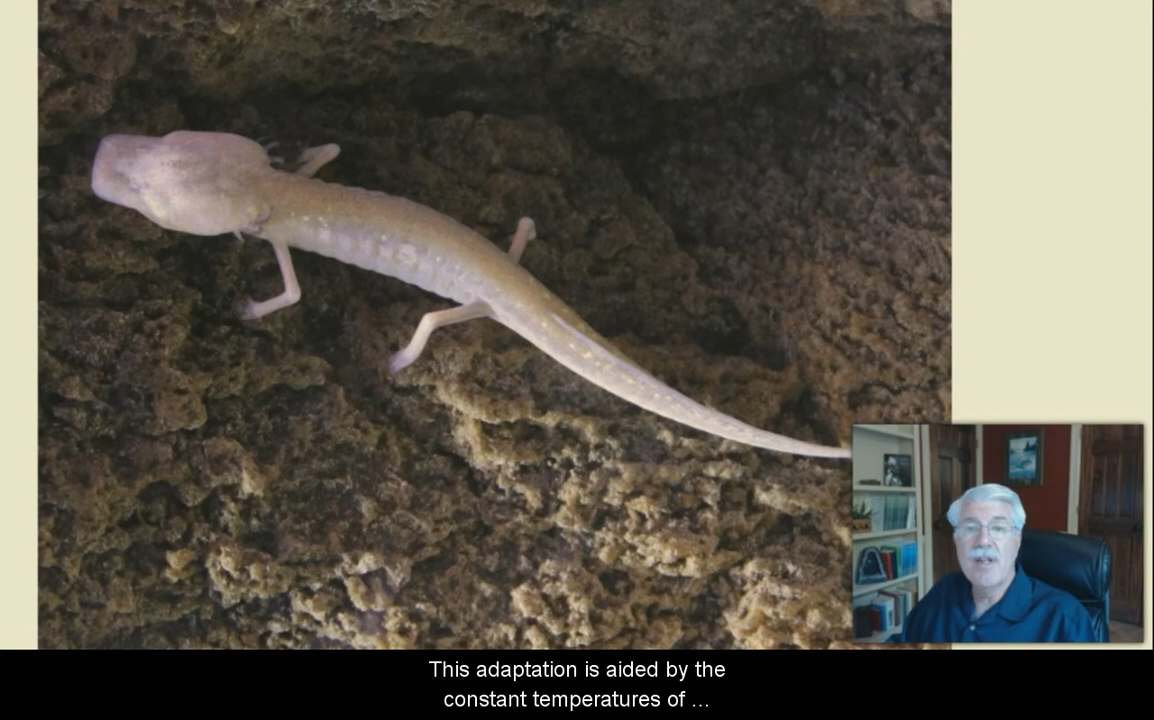 This adaptation is aided by the
constant temperatures of ...